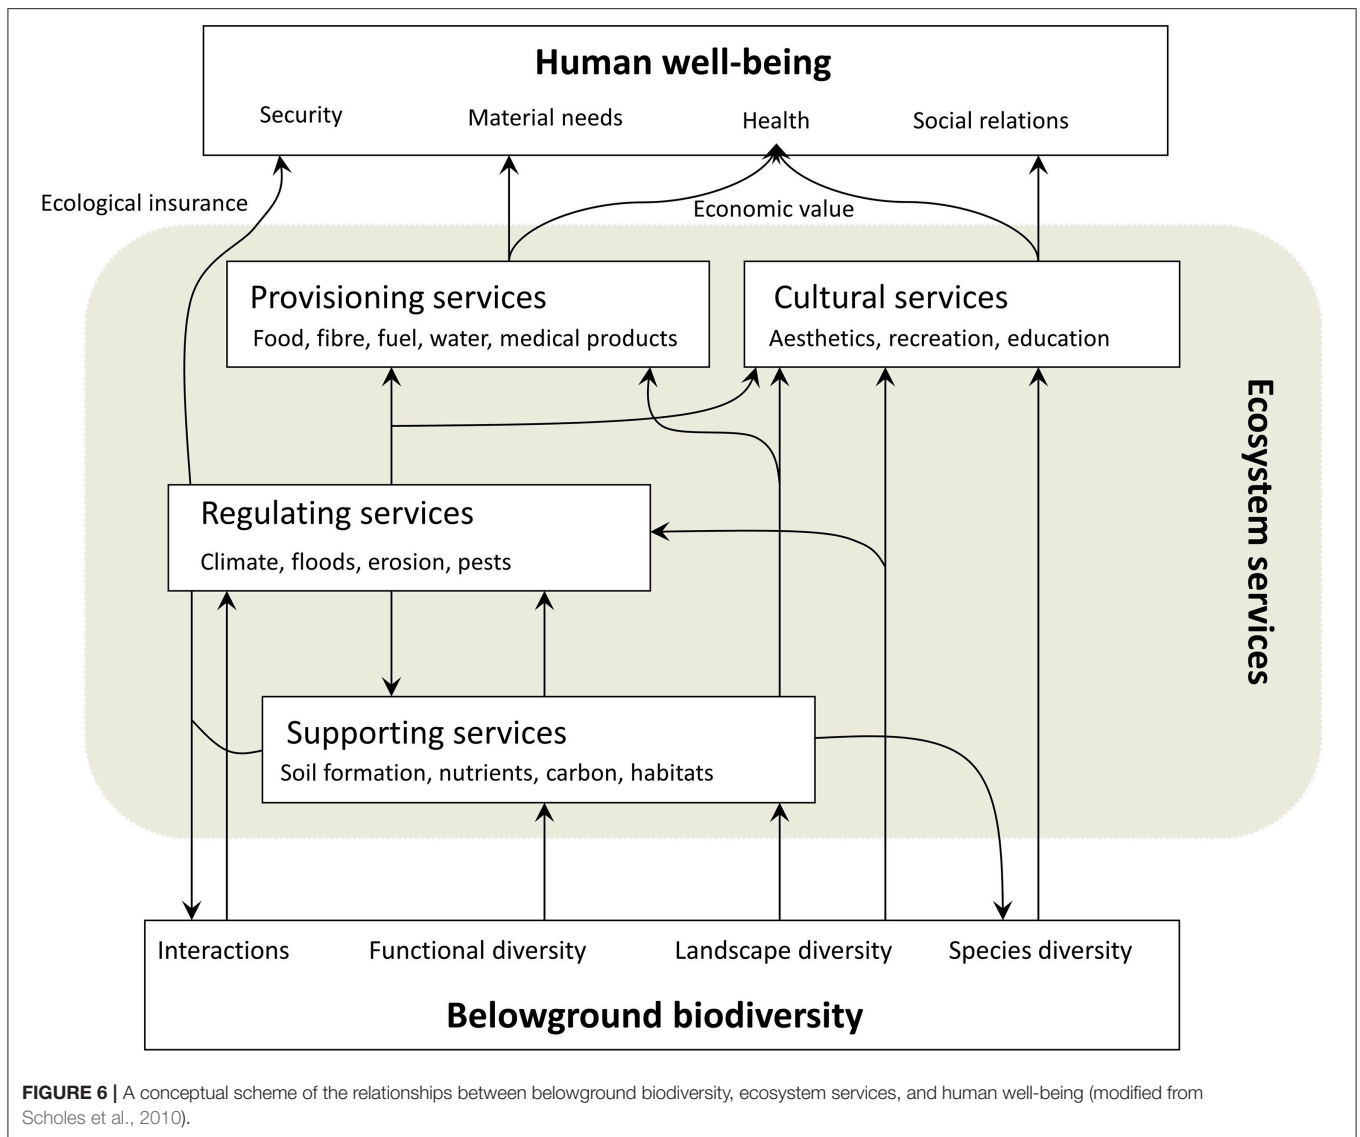 Human well-being
Security
Material needs
Health
Social relations
Ecological insurance
Economic value
Provisioning services
Food, fibre, fuel, water, medical products
Cultural services
Aesthetics, recreation, education
Ecosystem services
Regulating services
Climate, floods, erosion, pests
Supporting services
Soil formation, nutrients, carbon, habitats
Interactions
Functional diversity
Landscape diversity
Species diversity
Belowground biodiversity
FIGURE 6 | A conceptual scheme of the relationships between belowground biodiversity, ecosystem services, and human well-being (modified from
Scholes et al., 2010).